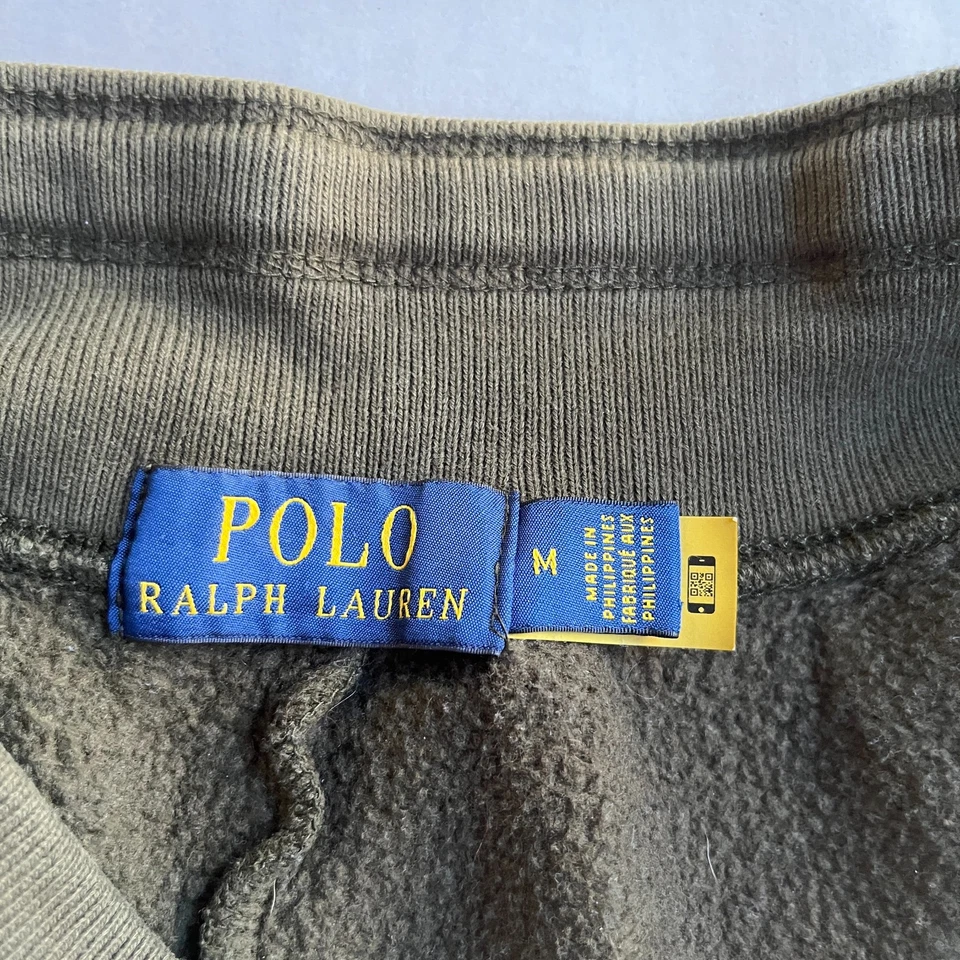 POLO
RALPH LAUREN
M
MADE IN
PHILIPPINES
FABRIQUÉ AUX
PHILIPPINES